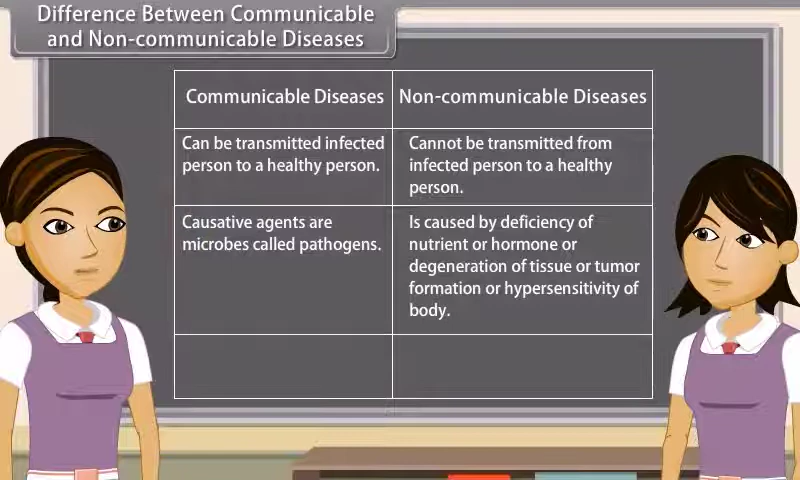 Difference Between Communicable
and Non-communicable Diseases
Communicable Diseases
Non-communicable Diseases
Can be transmitted infected
person to a healthy person.
Cannot be transmitted from
infected person to a healthy
person.
Causative agents are
microbes called pathogens.
Is caused by deficiency of
nutrient or hormone or
degeneration of tissue or tumor
formation or hypersensitivity of
body.